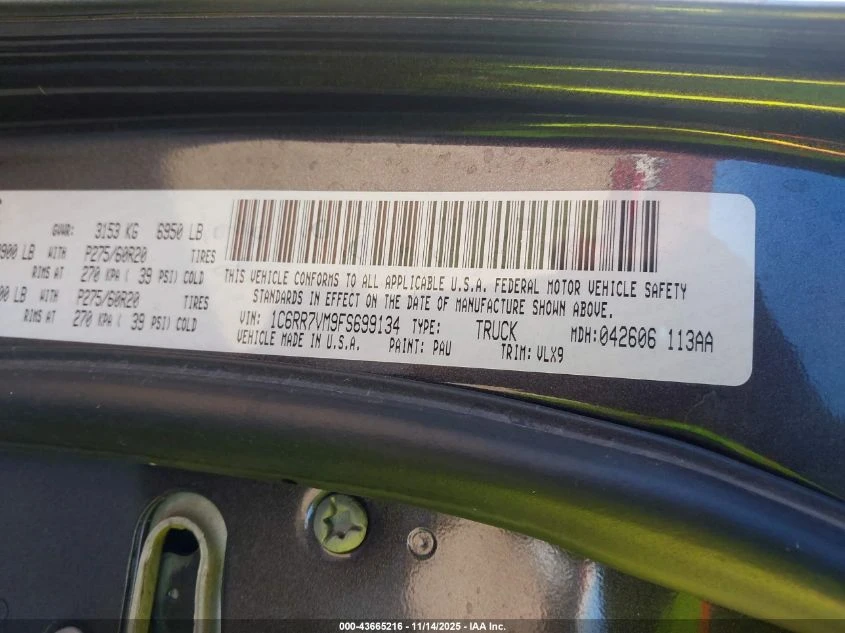 GVWR: 3153 KG 6950 LB
900 LB WITH P275/60R20 TIRES
RIMS AT 270 KPA ( 39 PSI) COLD
00 LB WITH P275/60R20 TIRES
RIMS AT 270 KPA ( 39 PSI) COLD
THIS VEHICLE CONFORMS TO ALL APPLICABLE U.S.A. FEDERAL MOTOR VEHICLE SAFETY
STANDARDS IN EFFECT ON THE DATE OF MANUFACTURE SHOWN ABOVE.
VIN: 1C6RR7VM9FS699134 TYPE: TRUCK MDH:042606 113AA
VEHICLE MADE IN U.S.A. PAINT: PAU TRIM: VLX9
000-43665216 - 11/14/2025 - IAA Inc.